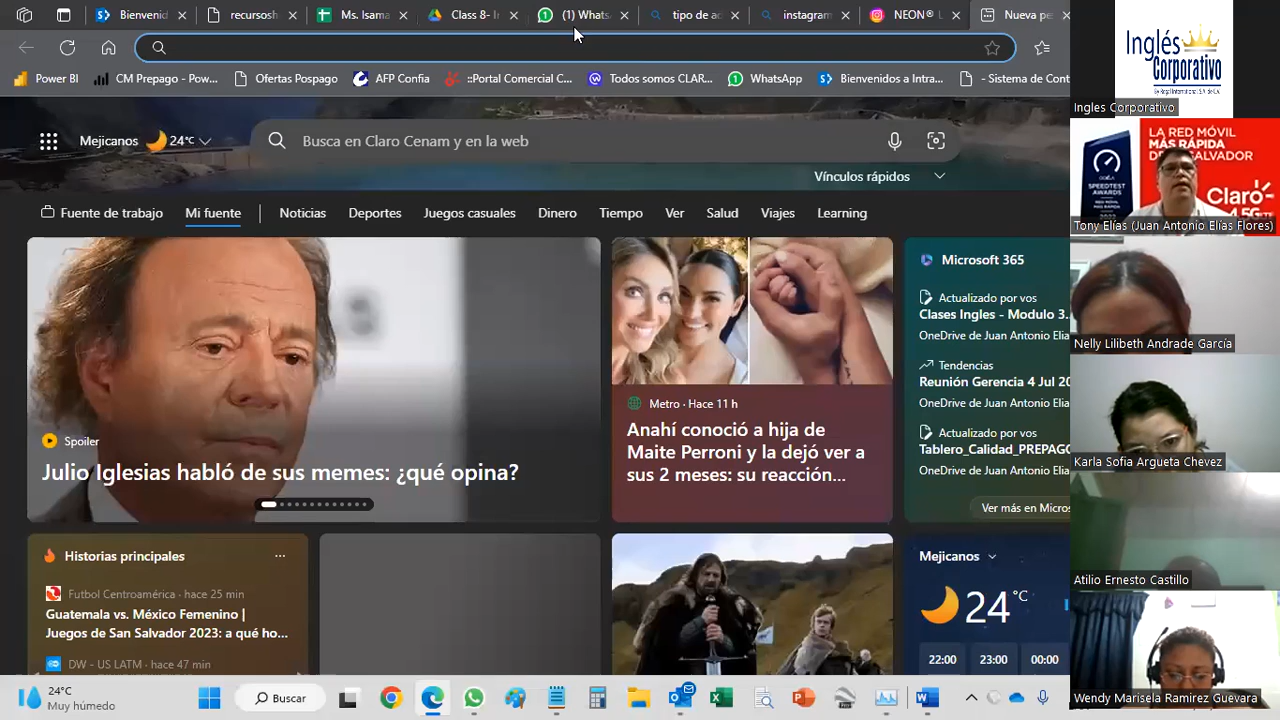 Bienveni
recursosh
Ms. Isama
Class 8- I
(1) Whats
tipo de ac
instagram
NEON® L
Nueva pe
Power
CM Prepago - Pow...
Ofertas Pospago
AFP Confia
::Portal Comercial C...
Todos somos CLAR...
WhatsApp
Bienvenidos a Intra...
- Sistema de Cont
Mejicanos
24°C
Busca en Claro Cenam y en la web
Vínculos rápidos
Fuente de trabajo
Mi fuente
Noticias
Deportes
Juegos casuales
Dinero
Tiempo
Ver
Salud
Viajes
Learning
Spoiler
Julio Iglesias habló de sus memes: ¿qué opina?
Metro · Hace 11 h
Anahí conoció a hija de
Maite Perroni y la dejó ver a
sus 2 meses: su reacción...
Microsoft 365
Actualizado por vos
Clases Ingles - Modulo 3.
OneDrive de Juan Antonio Elia
Tendencias
Reunión Gerencia 4 Jul 20
OneDrive de Juan Antonio Elia
Actualizado por vos
Tablero_Calidad_PREPAGO
OneDrive de Juan Antonio Elia
Ver más en Micros
Historias principales
...
Futbol Centroamérica · hace 25 min
Guatemala vs. México Femenino |
Juegos de San Salvador 2023: a qué ho...
DW - US LATM · hace 47 min
Mejicanos
24°C
22:00
23:00
00:00
24°C
Muy húmedo
Buscar
Inglés
Corporativo
By Regal International S.A. de C.V.
Ingles Corporativo
LA RED MÓVIL
MÁS RÁPIDA
DE EL SALVADOR
SPEEDTEST
AWARDS
Claro
4.5G LTE
Tony Elías (Juan Antonio Elías Flores)
Nelly Lilibeth Andrade García
Karla Sofia Argueta Chevez
Atilio Ernesto Castillo
Wendy Marisela Ramirez Guevara